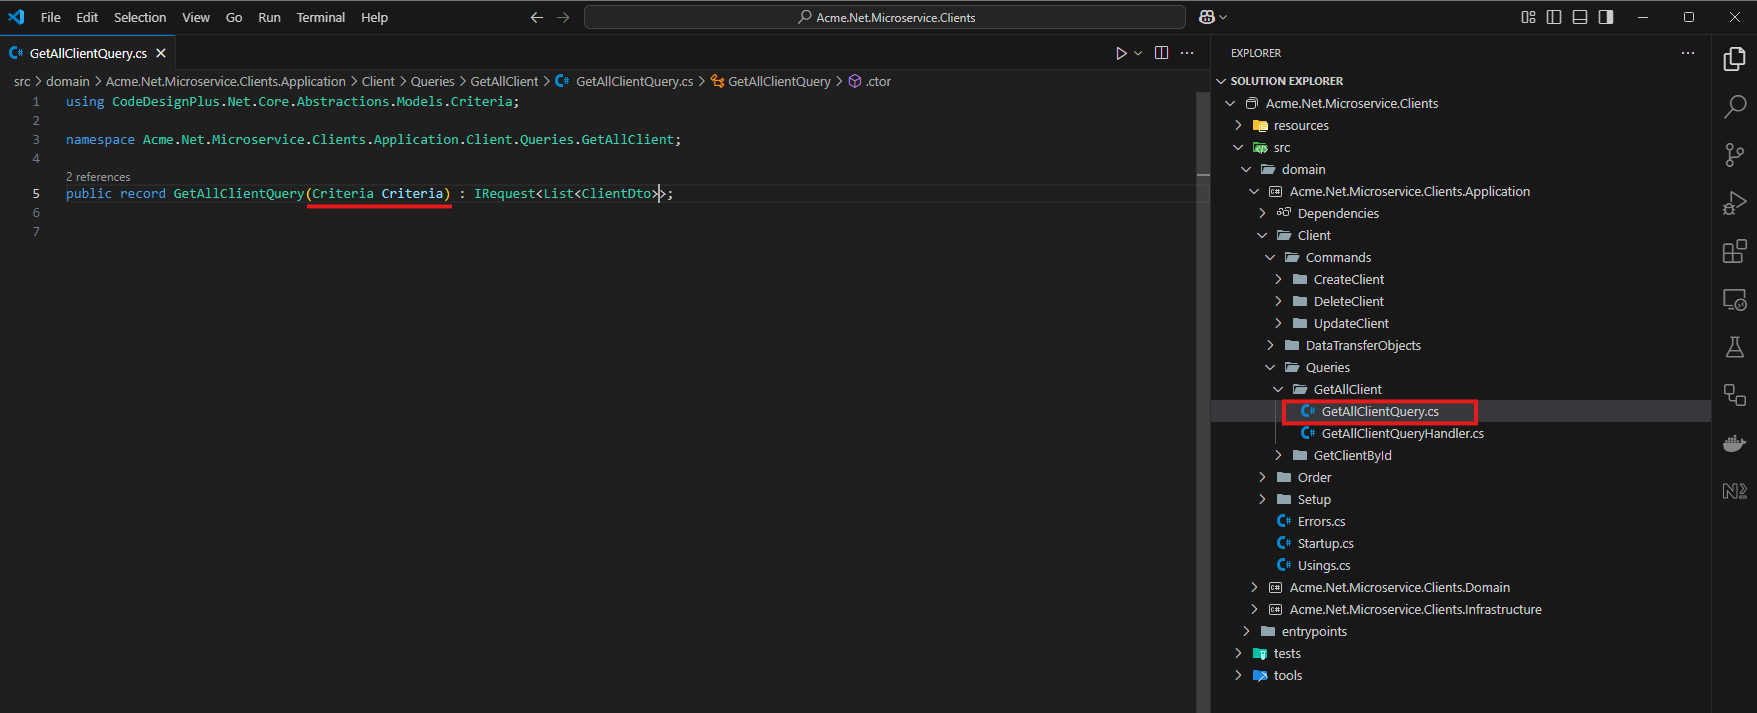 File Edit Selection View Go Run Terminal Help
Acme.Net.Microservice.Clients
GetAllClientQuery.cs
src > domain > Acme.Net.Microservice.Clients.Application > Client > Queries > GetAllClient > GetAllClientQuery.cs > GetAllClientQuery > .ctor
1 using CodeDesignPlus.Net.Core.Abstractions.Models.Criteria;
2
3 namespace Acme.Net.Microservice.Clients.Application.Client.Queries.GetAllClient;
4
2 references
5 public record GetAllClientQuery(Criteria Criteria) : IRequest<List<ClientDto>>;
6
7
EXPLORER
SOLUTION EXPLORER
Acme.Net.Microservice.Clients
resources
src
domain
Acme.Net.Microservice.Clients.Application
Dependencies
Client
Commands
CreateClient
DeleteClient
UpdateClient
DataTransferObjects
Queries
GetAllClient
GetAllClientQuery.cs
GetAllClientQueryHandler.cs
GetClientById
Order
Setup
Errors.cs
Startup.cs
Usings.cs
Acme.Net.Microservice.Clients.Domain
Acme.Net.Microservice.Clients.Infrastructure
entrypoints
tests
tools